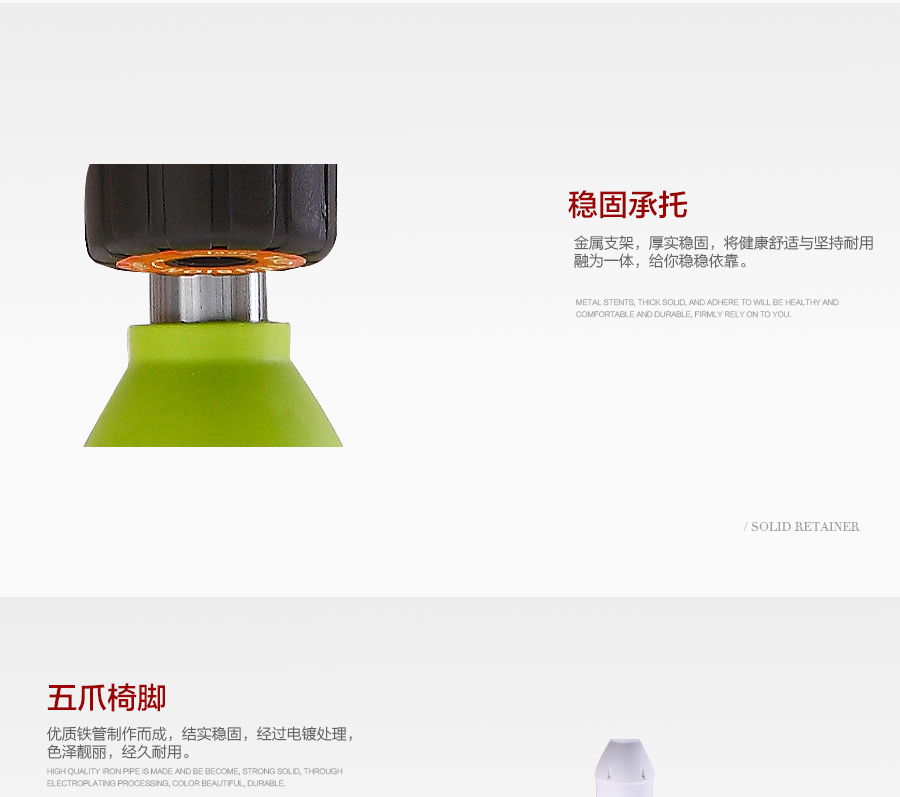 稳固承托
金属支架，厚实稳固，将健康舒适与坚持耐用
融为一体，给你稳稳依靠。
METAL STENTS, THICK SOLID, AND ADHERE TO WILL BE HEALTHY AND
COMFORTABLE AND DURABLE, FIRMLY RELY ON TO YOU.
/ SOLID RETAINER
五爪椅脚
优质铁管制作而成，结实稳固，经过电镀处理，
色泽靓丽，经久耐用。
HIGH QUALITY IRON PIPE IS MADE AND BE BECOME, STRONG SOLID, THROUGH
ELECTROPLATING PROCESSING, COLOR BEAUTIFUL, DURABLE.